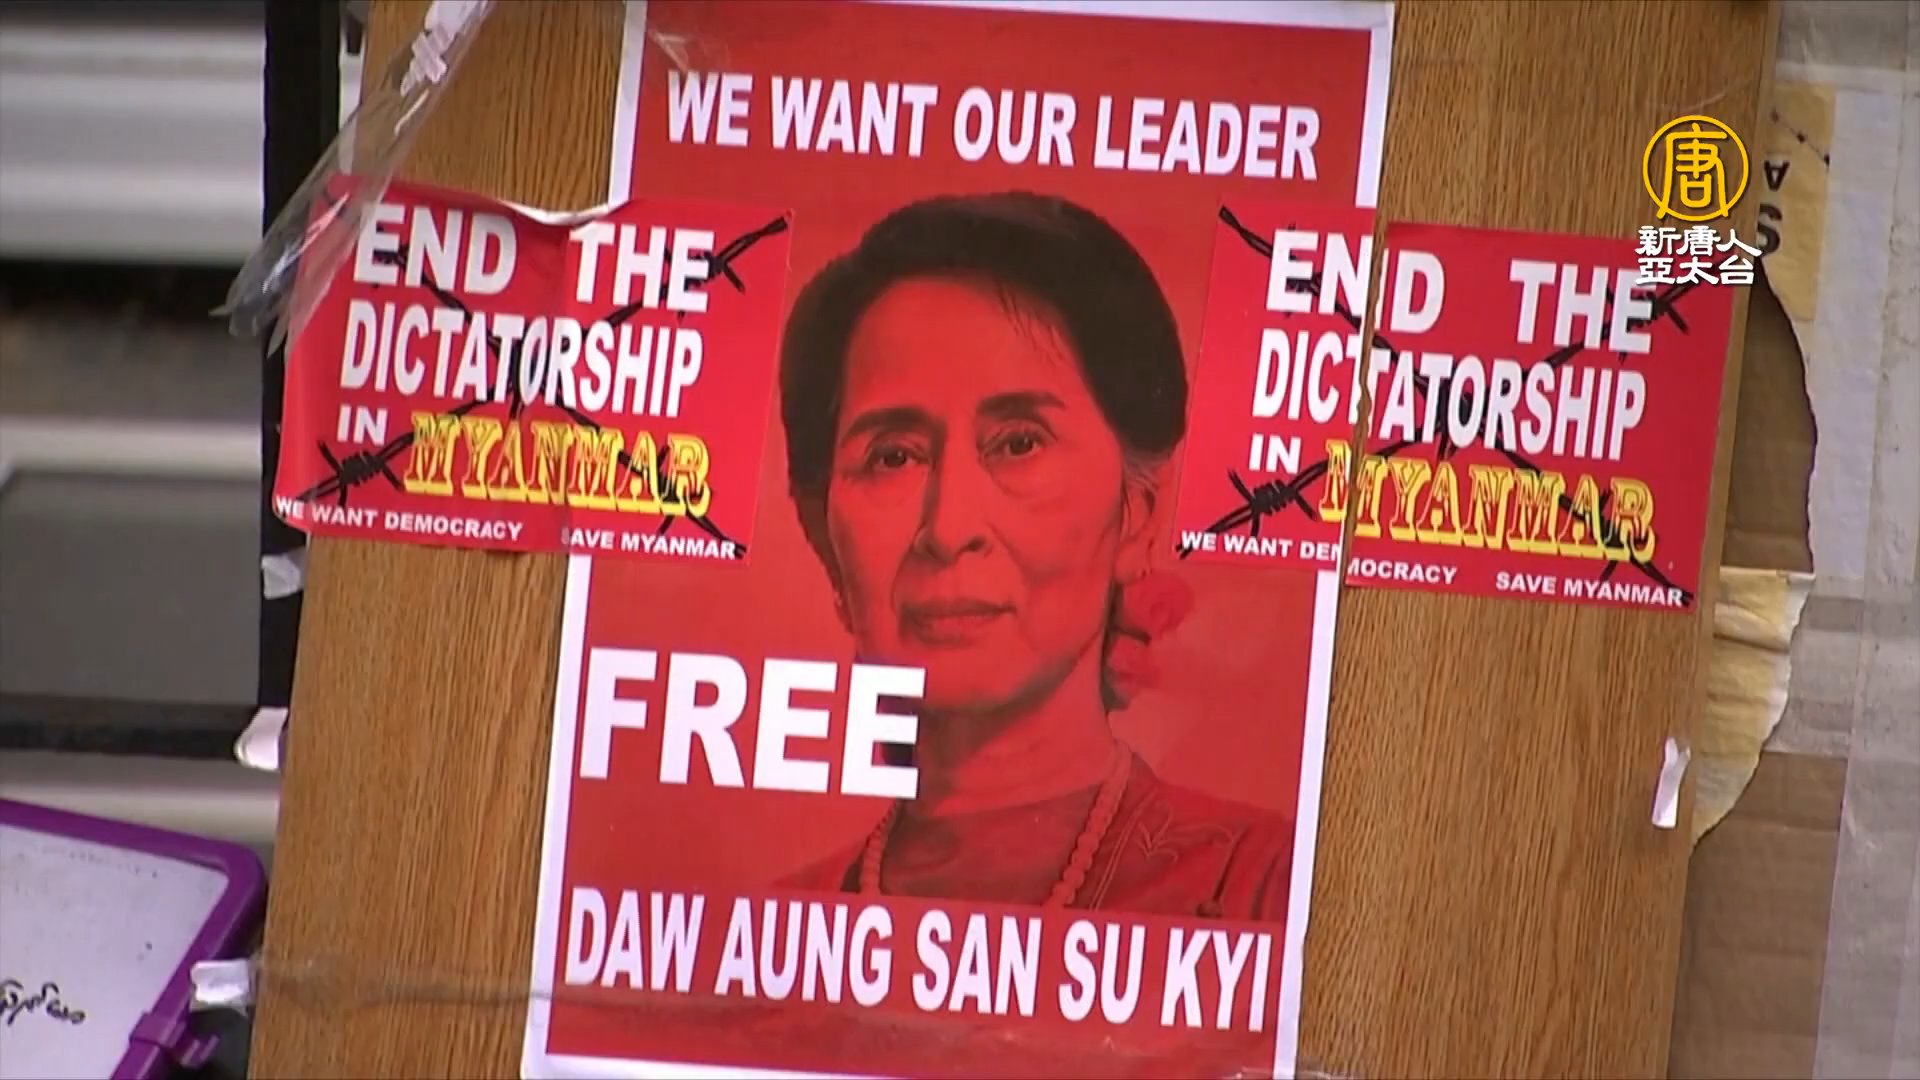 WE WANT OUR LEADER
END THE
DICTATORSHIP
IN MYANMAR
WE WANT DEMOCRACY SAVE MYANMAR
END THE
DICTATORSHIP
IN MYANMAR
WE WANT DEMOCRACY SAVE MYANMAR
FREE
DAW AUNG SAN SU KYI
唐
新唐人
亞太台